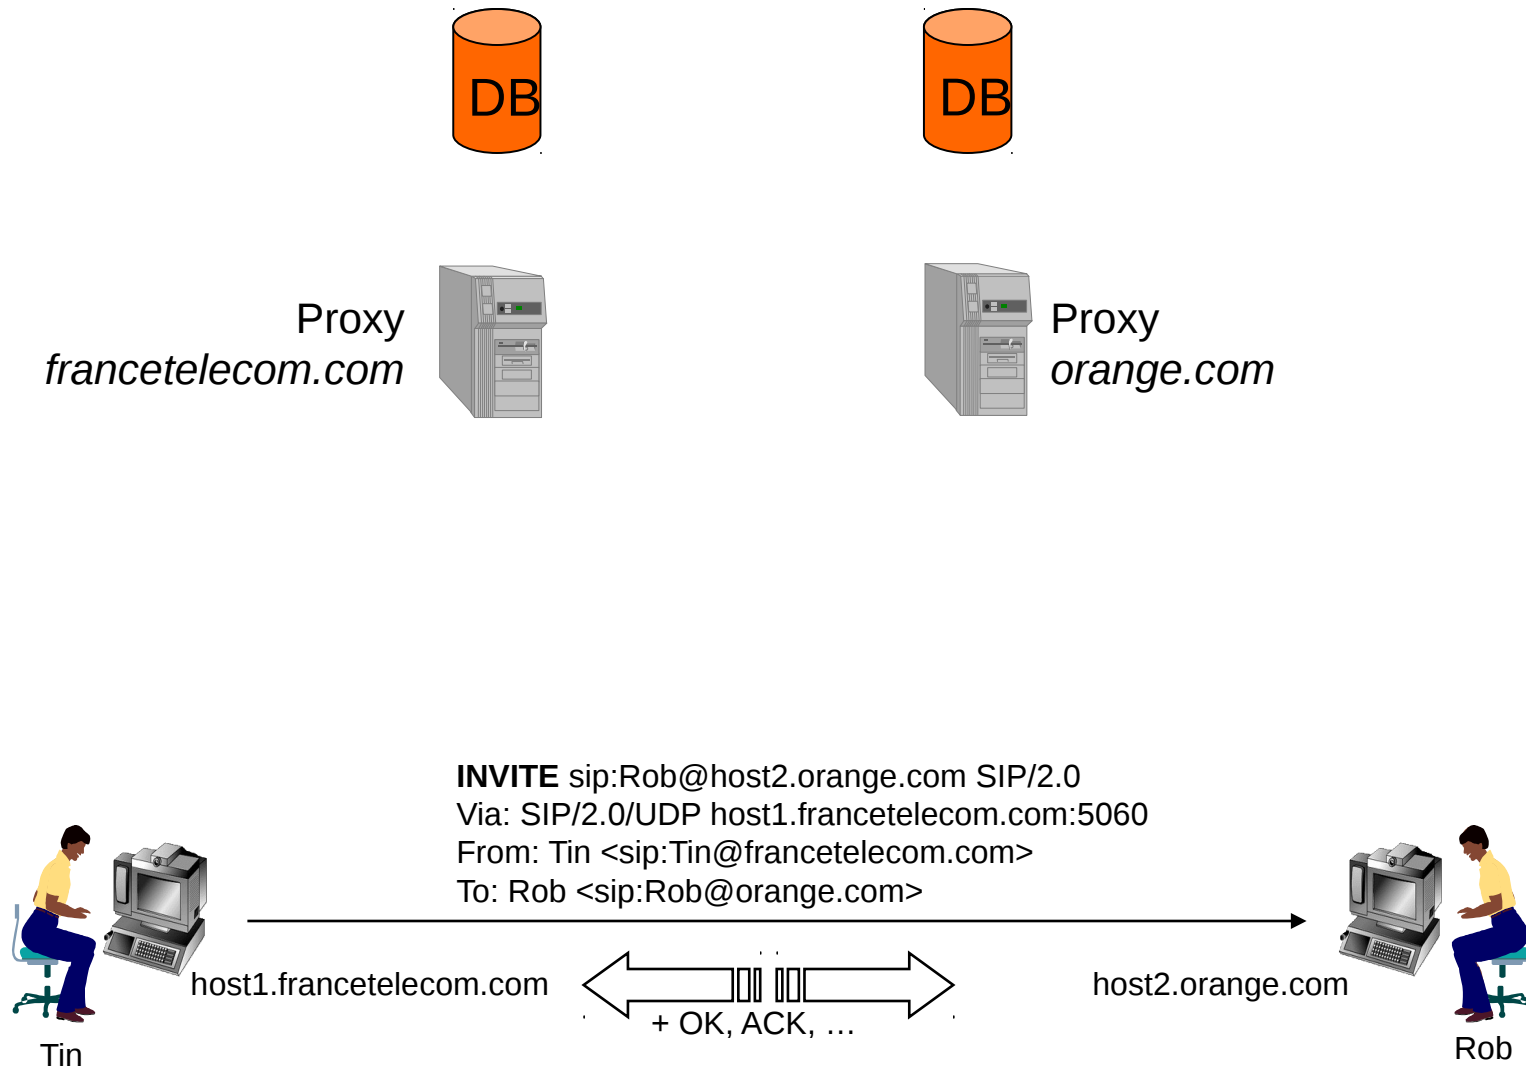 DB
DB
Proxy
francetelecom.com
Proxy
orange.com
INVITE sip:Rob@host2.orange.com SIP/2.0
Via: SIP/2.0/UDP host1.francetelecom.com:5060
From: Tin <sip:Tin@francetelecom.com>
To: Rob <sip:Rob@orange.com>
host1.francetelecom.com
host2.orange.com
+ OK, ACK, …
Tin
Rob